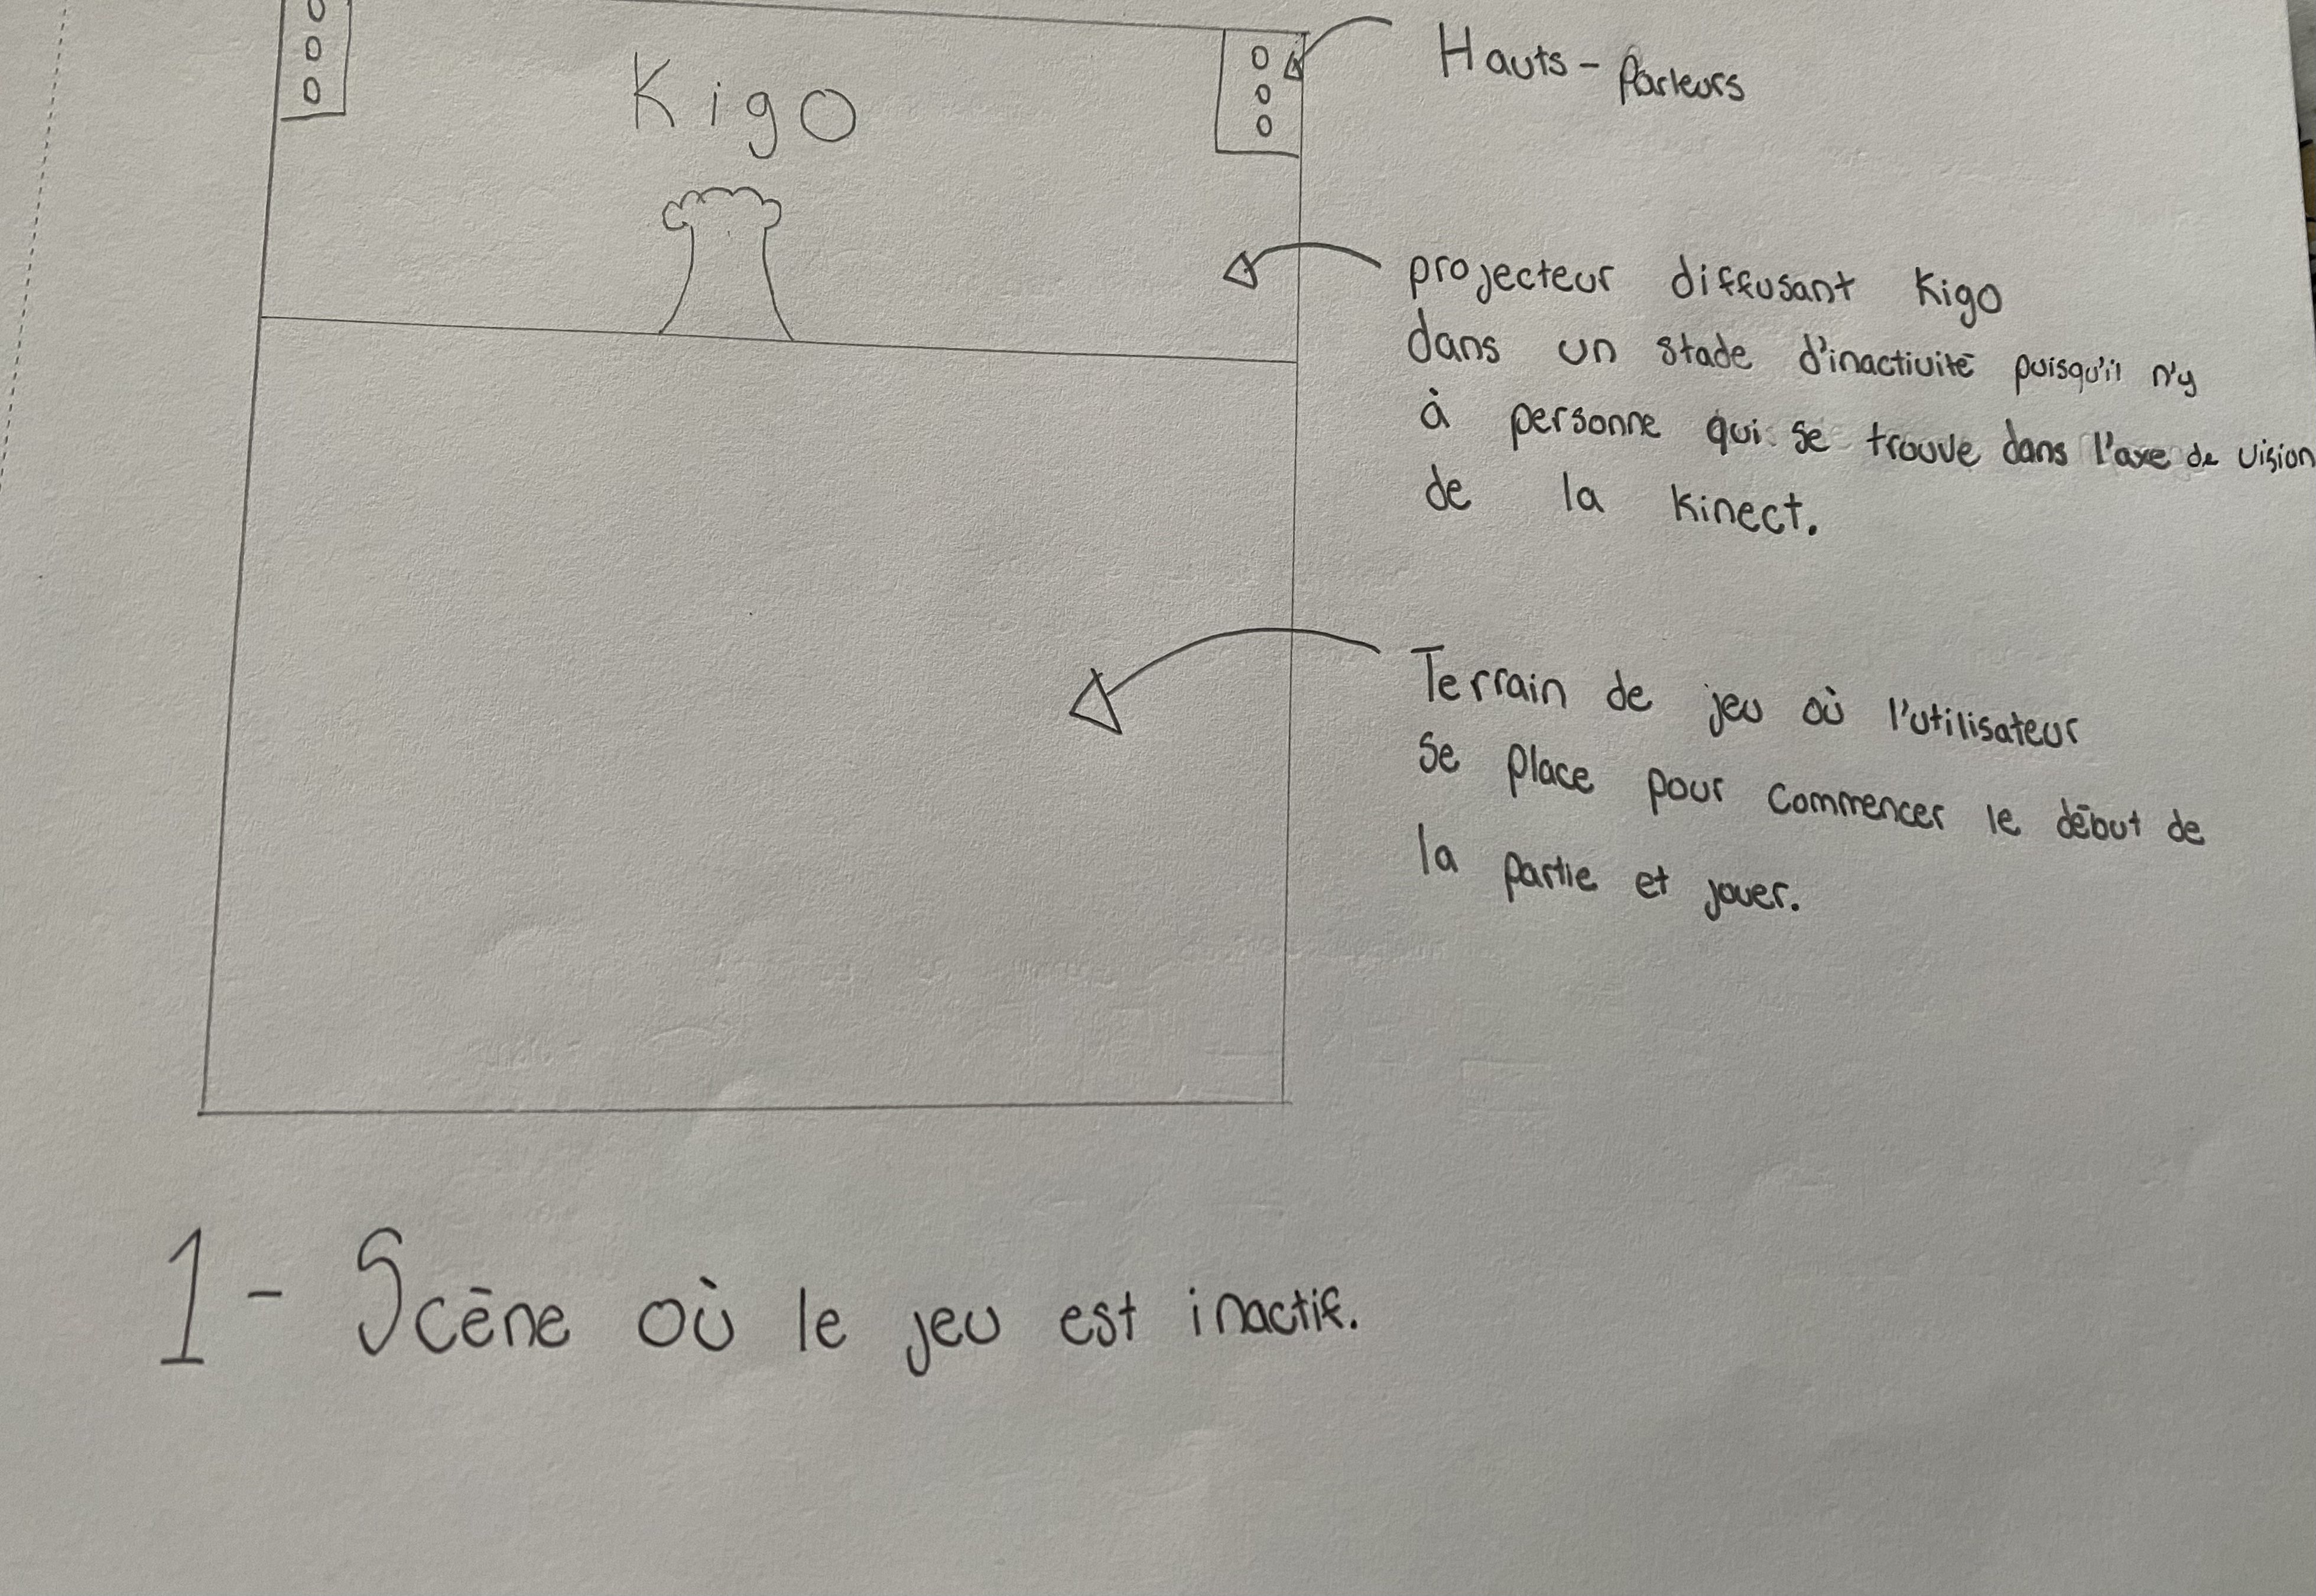 Kigo
Hauts-Parleurs
projecteur diffusant Kigo
dans un stade d'inactivité puisqu'il n'y
à personne qui se trouve dans l'axe de vision
de la Kinect.
Terrain de jeu où l'utilisateur
se place pour commencer le début de
la partie et jouer.
1- Scène où le jeu est inactif.